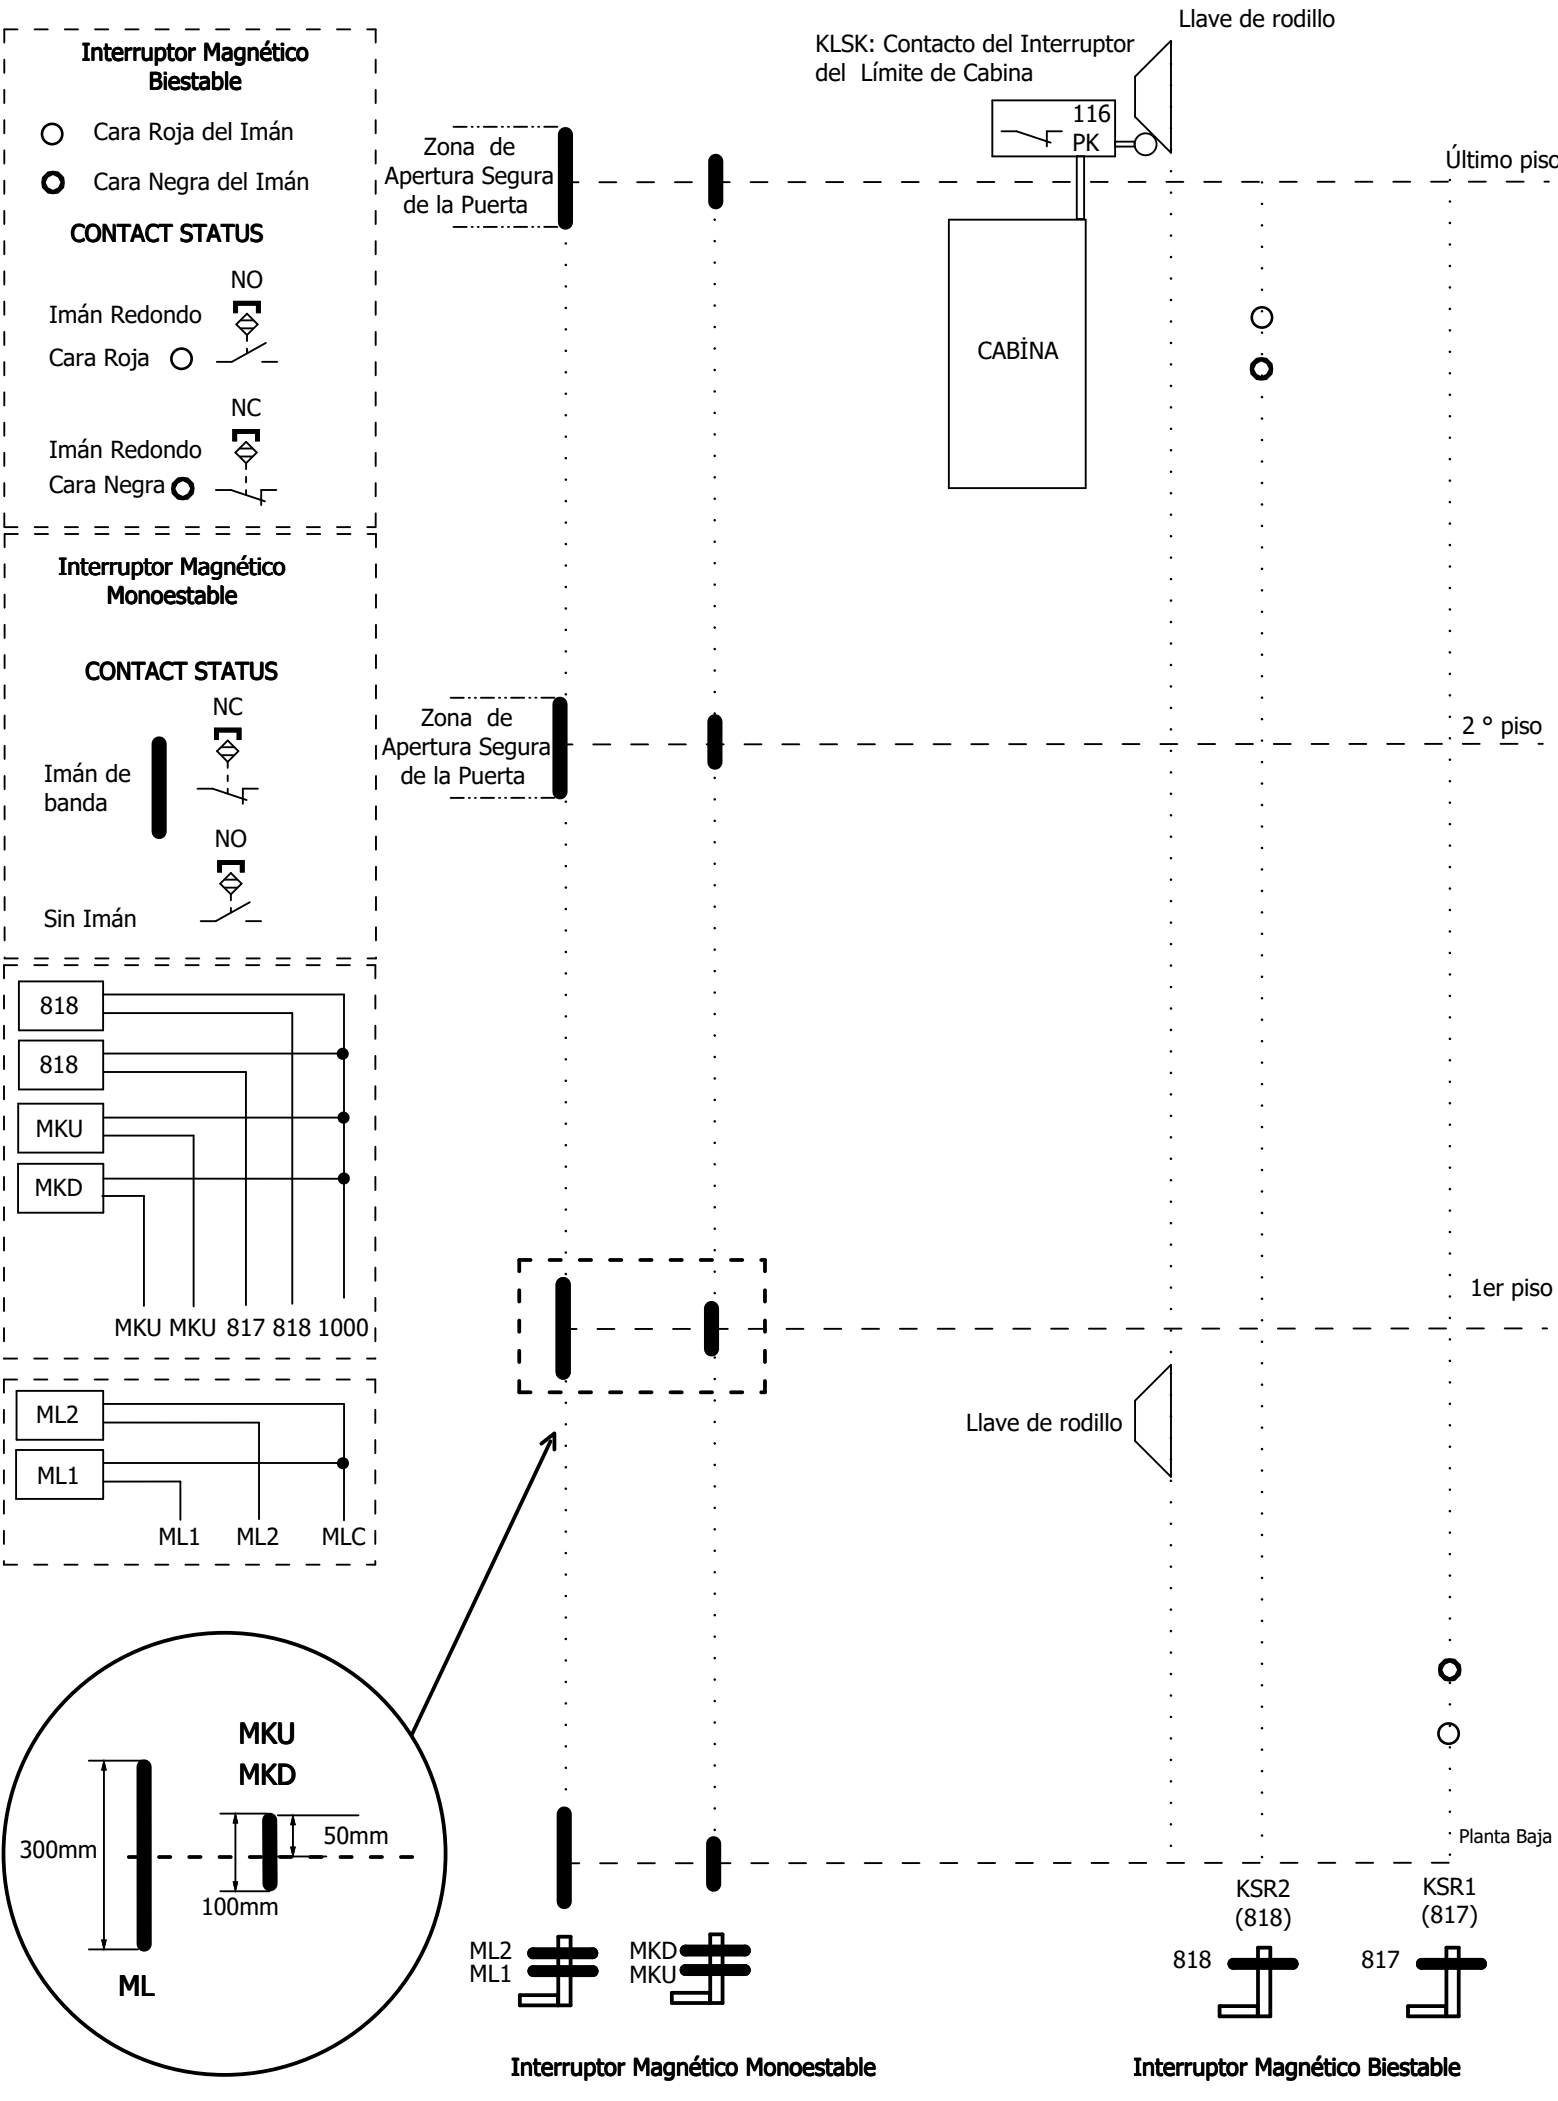 Interruptor Magnético
Biestable
Cara Roja del Imán
Cara Negra del Imán
CONTACT STATUS
NO
Imán Redondo
Cara Roja
NC
Imán Redondo
Cara Negra
Interruptor Magnético
Monoestable
CONTACT STATUS
NC
Imán de
banda
NO
Sin Imán
818
818
MKU
MKD
MKU MKU 817 818 1000
ML2
ML1
ML1 ML2 MLC
Llave de rodillo
KLSK: Contacto del Interruptor
del Límite de Cabina
116
PK
Zona de
Apertura Segura
de la Puerta
Último piso
CABİNA
Zona de
Apertura Segura
de la Puerta
2 ° piso
1er piso
Llave de rodillo
MKU
MKD
300mm
50mm
100mm
ML
Planta Baja
KSR2
(818)
KSR1
(817)
ML2
ML1
MKD
MKU
818
817
Interruptor Magnético Monoestable
Interruptor Magnético Biestable